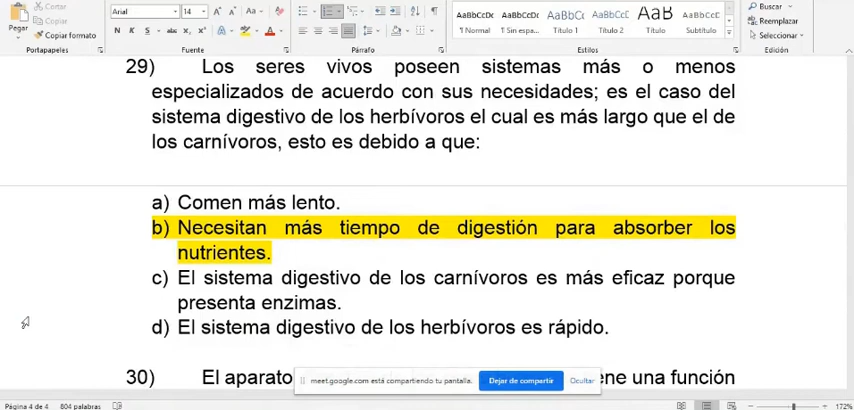 Cortar
Copiar
Pegar
Copiar formato
Portapapeles
Arial
14
Fuente
Párrafo
AaBbCcDc AaBbCcDc AaBbCc AaBbCcD AaB AaBbCcD
¶ Normal ¶ Sin espa... Título 1 Título 2 Título Subtítulo
Estilos
Buscar
Reemplazar
Seleccionar
Edición
29) Los seres vivos poseen sistemas más o menos
especializados de acuerdo con sus necesidades; es el caso del
sistema digestivo de los herbívoros el cual es más largo que el de
los carnívoros, esto es debido a que:
a) Comen más lento.
b) Necesitan más tiempo de digestión para absorber los
nutrientes.
c) El sistema digestivo de los carnívoros es más eficaz porque
presenta enzimas.
d) El sistema digestivo de los herbívoros es rápido.
30) El aparato ene una función
meet.google.com está compartiendo tu pantalla. Dejar de compartir Ocultar
Página 4 de 4 804 palabras 172%